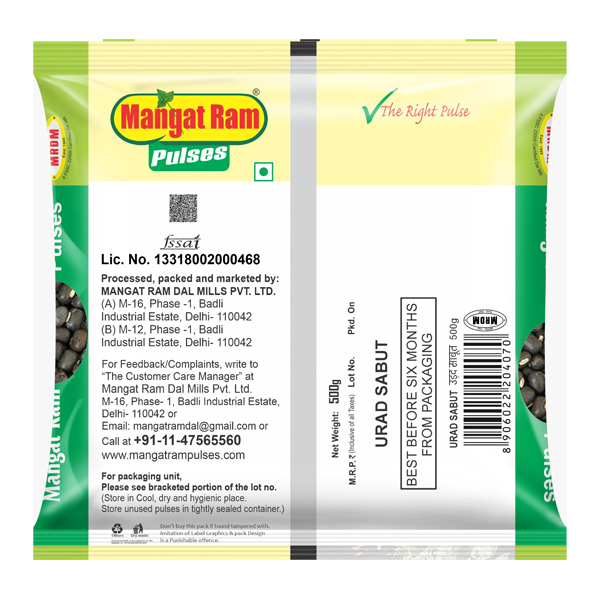 Mangat Ram®
Pulses
The Right Pulse
fssai
Lic. No. 13318002000468
Processed, packed and marketed by:
MANGAT RAM DAL MILLS PVT. LTD.
(A) M-16, Phase -1, Badli
Industrial Estate, Delhi- 110042
(B) M-12, Phase -1, Badli
Industrial Estate, Delhi- 110042
For Feedback/Complaints, write to
“The Customer Care Manager” at
Mangat Ram Dal Mills Pvt. Ltd.
M-16, Phase- 1, Badli Industrial Estate,
Delhi- 110042 or
Email: mangatramdal@gmail.com or
Call at +91-11-47565560
www.mangatrampulses.com
For packaging unit,
Please see bracketed portion of the lot no.
(Store in Cool, dry and hygienic place.
Store unused pulses in tightly sealed container.)
Others Dry waste
Don't buy this pack if found tampered with.
Imitation of Label Graphics & pack Design
is a Punishable offence.
Net Weight: 500g
M.R.P. ₹ (Inclusive of all Taxes) Lot No. Pkd. On
URAD SABUT
BEST BEFORE SIX MONTHS
FROM PACKAGING
URAD SABUT उड़द साबुत 500g
MRDM
8906022204070
MRDM
Mangat Ram Pulses
MRDM